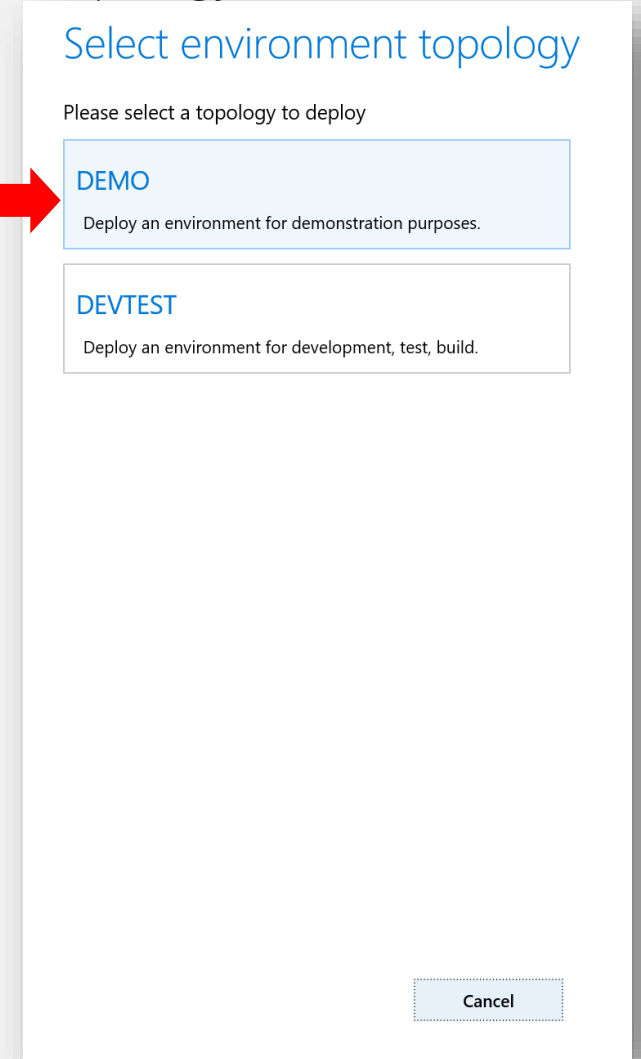 Select environment topology
Please select a topology to deploy
DEMO
Deploy an environment for demonstration purposes.
DEVTEST
Deploy an environment for development, test, build.
Cancel